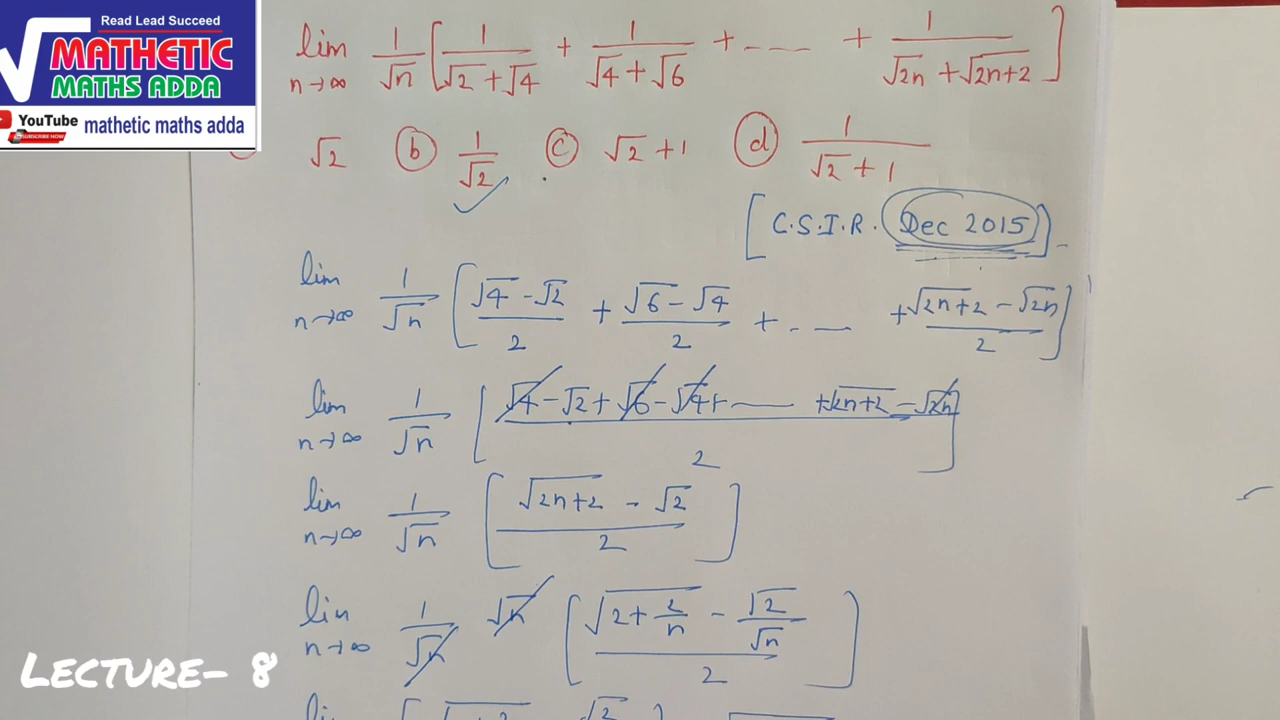 Read Lead Succeed
MATHETIC
MATHS ADDA
YouTube mathetic maths adda
SUBSCRIBE NOW
lim n→∞ 1/√n [ 1/(√2 + √4) + 1/(√4 + √6) + ----- + 1/(√2n + √2n+2) ]
√2 (b) 1/√2 ✓ (c) √2 + 1 (d) 1/(√2 + 1)
[ C.S.I.R. Dec 2015 ]
lim n→∞ 1/√n [ (√4 - √2)/2 + (√6 - √4)/2 + ----- + (√2n+2 - √2n)/2 ]
lim n→∞ 1/√n [ (√4 - √2 + √6 - √4 + ----- + √2n+2 - √2n)/2 ]
lim n→∞ 1/√n [ (√2n+2 - √2)/2 ]
lim n→∞ 1/√n √n [ (√2+2/n - √2/√n)/2 ]
LECTURE- 8